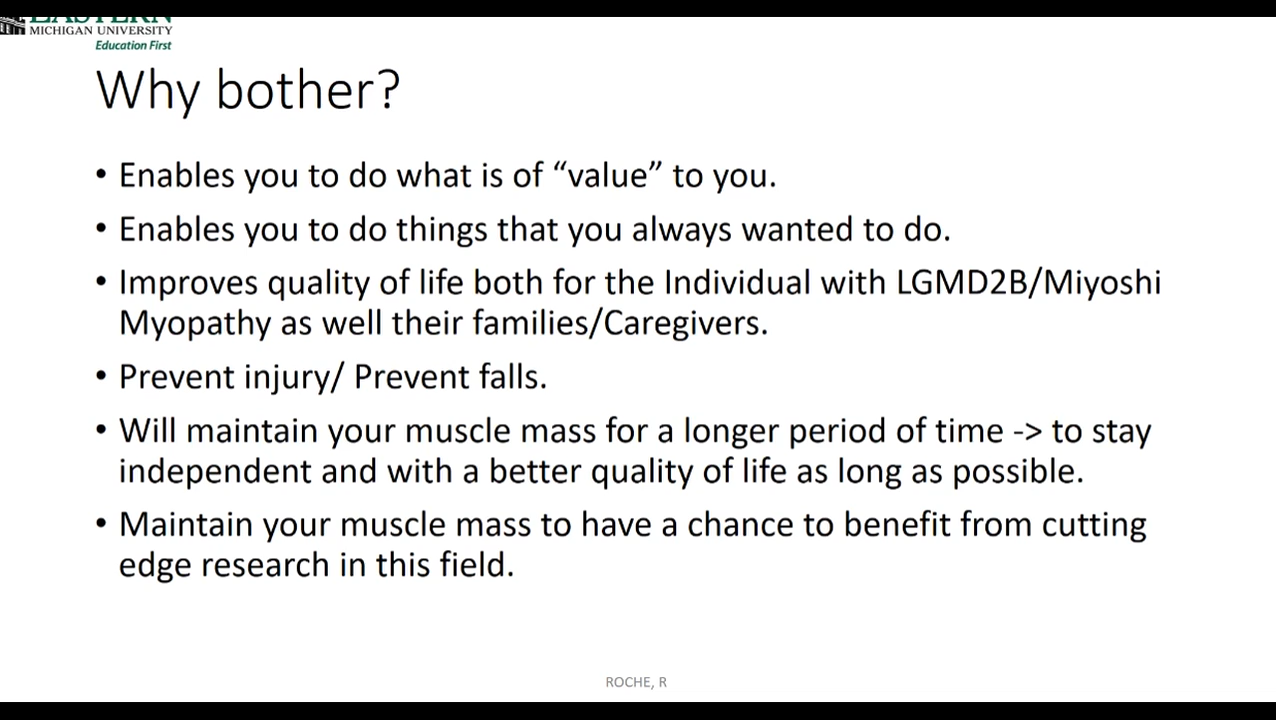 EASTERN
MICHIGAN UNIVERSITY
Education First
Why bother?
• Enables you to do what is of “value” to you.
• Enables you to do things that you always wanted to do.
• Improves quality of life both for the Individual with LGMD2B/Miyoshi
Myopathy as well their families/Caregivers.
• Prevent injury/ Prevent falls.
• Will maintain your muscle mass for a longer period of time -> to stay
independent and with a better quality of life as long as possible.
• Maintain your muscle mass to have a chance to benefit from cutting
edge research in this field.
ROCHE, R